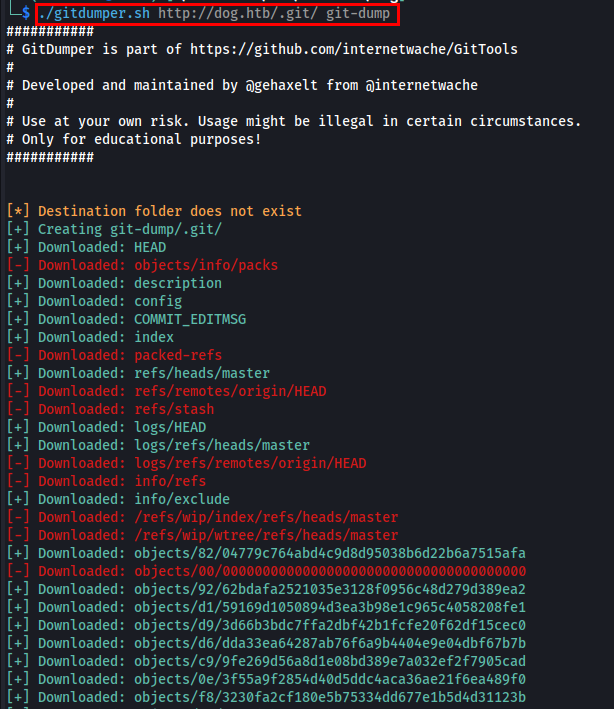 └─$ ./gitdumper.sh http://dog.htb/.git/ git-dump
###########
# GitDumper is part of https://github.com/internetwache/GitTools
#
# Developed and maintained by @gehaxelt from @internetwache
#
# Use at your own risk. Usage might be illegal in certain circumstances.
# Only for educational purposes!
###########
[*] Destination folder does not exist
[+] Creating git-dump/.git/
[+] Downloaded: HEAD
[-] Downloaded: objects/info/packs
[+] Downloaded: description
[+] Downloaded: config
[+] Downloaded: COMMIT_EDITMSG
[+] Downloaded: index
[-] Downloaded: packed-refs
[+] Downloaded: refs/heads/master
[-] Downloaded: refs/remotes/origin/HEAD
[-] Downloaded: refs/stash
[+] Downloaded: logs/HEAD
[+] Downloaded: logs/refs/heads/master
[-] Downloaded: logs/refs/remotes/origin/HEAD
[-] Downloaded: info/refs
[+] Downloaded: info/exclude
[-] Downloaded: /refs/wip/index/refs/heads/master
[-] Downloaded: /refs/wip/wtree/refs/heads/master
[+] Downloaded: objects/82/04779c764abd4c9d8d95038b6d22b6a7515afa
[-] Downloaded: objects/00/00000000000000000000000000000000000000
[+] Downloaded: objects/92/62bdafa2521035e3128f0956c48d279d389ea2
[+] Downloaded: objects/d1/59169d1050894d3ea3b98e1c965c4058208fe1
[+] Downloaded: objects/d9/3d66b3bdc7ffa2dbf42b1fcfe20f62df15cec0
[+] Downloaded: objects/d6/dda33ea64287ab76f6a9b4404e9e04dbf67b7b
[+] Downloaded: objects/c9/9fe269d56a8d1e08bd389e7a032ef2f7905cad
[+] Downloaded: objects/0e/3f55a9f2854d40d5ddc4aca36ae21f6ea489f0
[+] Downloaded: objects/f8/3230fa2cf180e5b75334dd677e1b5d4d31123b